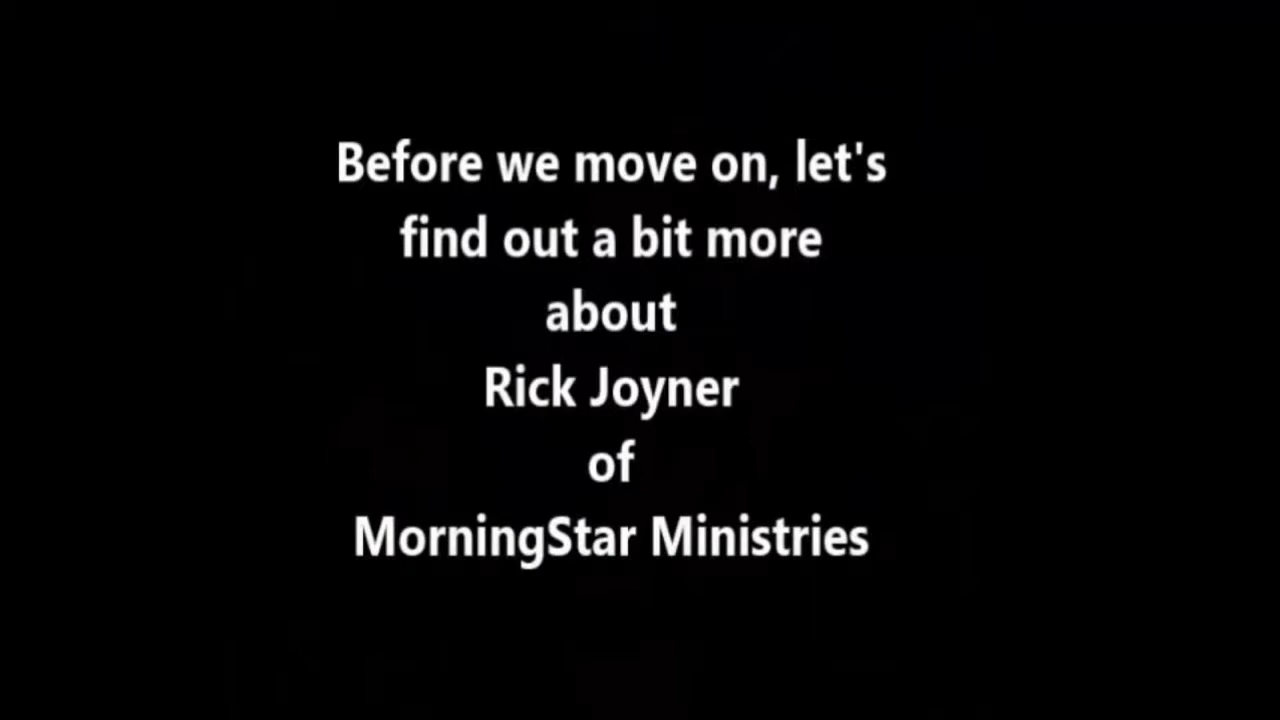 Before we move on, let's
find out a bit more
about
Rick Joyner
of
MorningStar Ministries